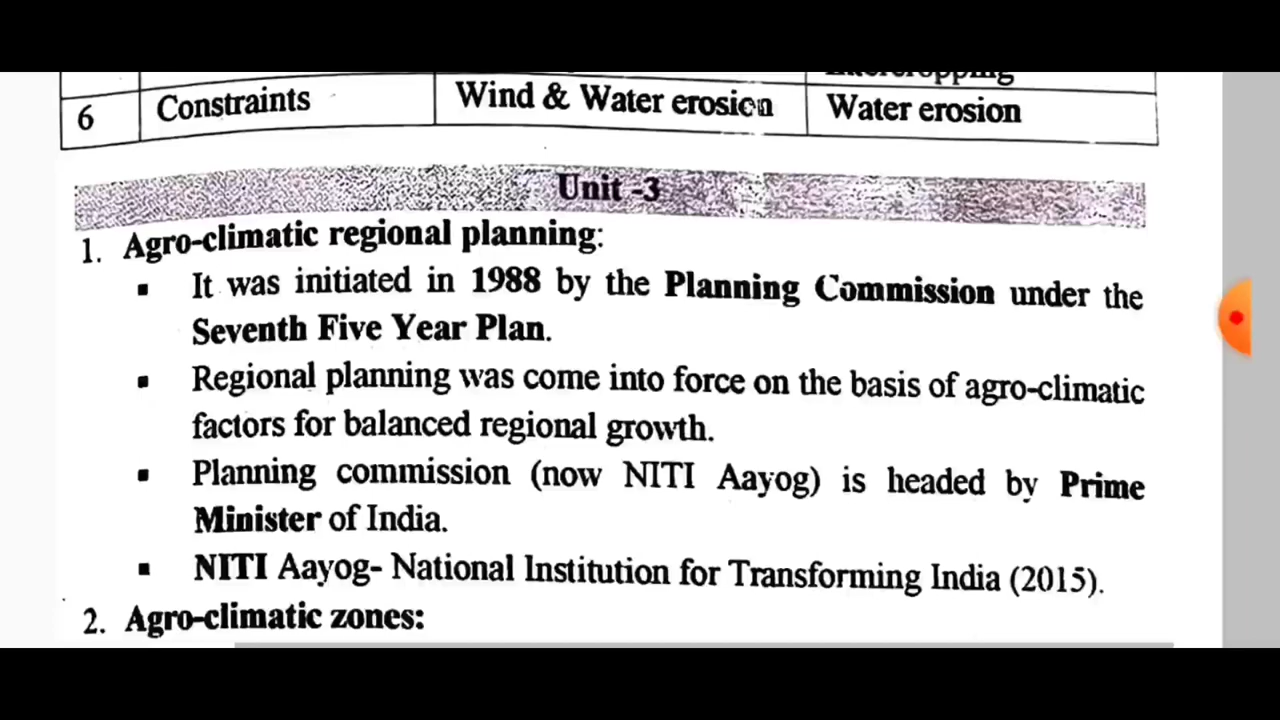 Intercropping
6 Constraints Wind & Water erosion Water erosion
Unit -3
1. Agro-climatic regional planning:
▪ It was initiated in 1988 by the Planning Commission under the
Seventh Five Year Plan.
▪ Regional planning was come into force on the basis of agro-climatic
factors for balanced regional growth.
▪ Planning commission (now NITI Aayog) is headed by Prime
Minister of India.
▪ NITI Aayog- National Institution for Transforming India (2015).
2. Agro-climatic zones: